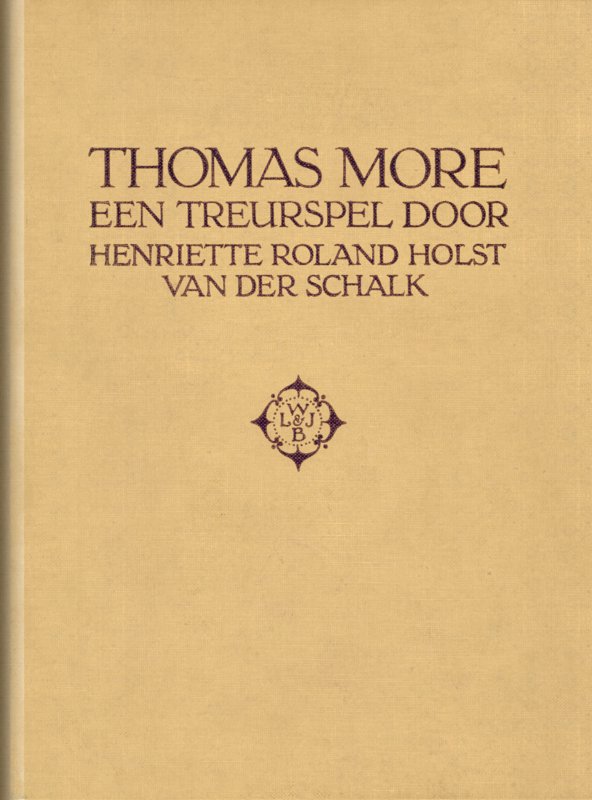 THOMAS MORE
EEN TREURSPEL DOOR
HENRIETTE ROLAND HOLST
VAN DER SCHALK
W
L & J
B